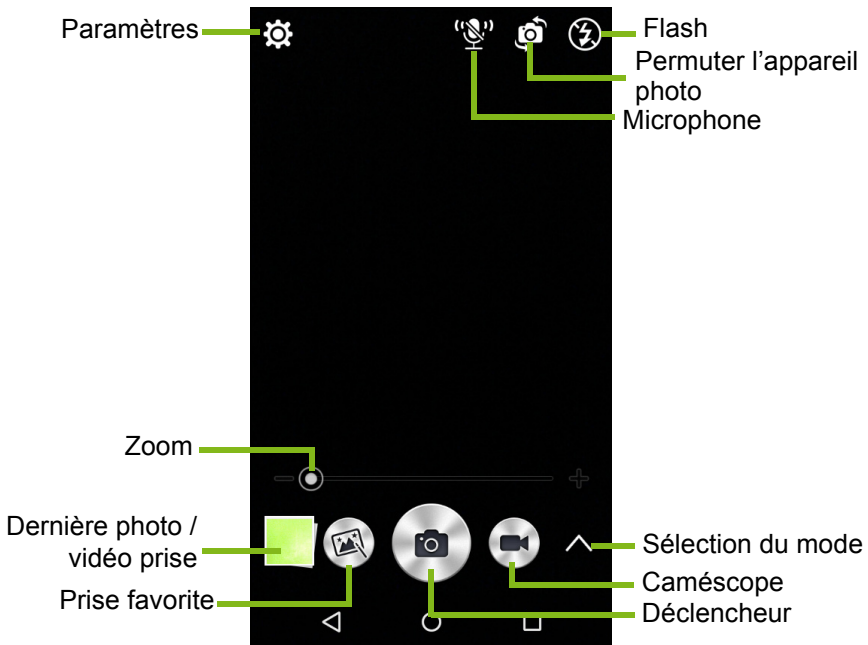 Paramètres
Flash
Permuter l’appareil
photo
Microphone
Zoom
Dernière photo /
vidéo prise
Prise favorite
Sélection du mode
Caméscope
Déclencheur